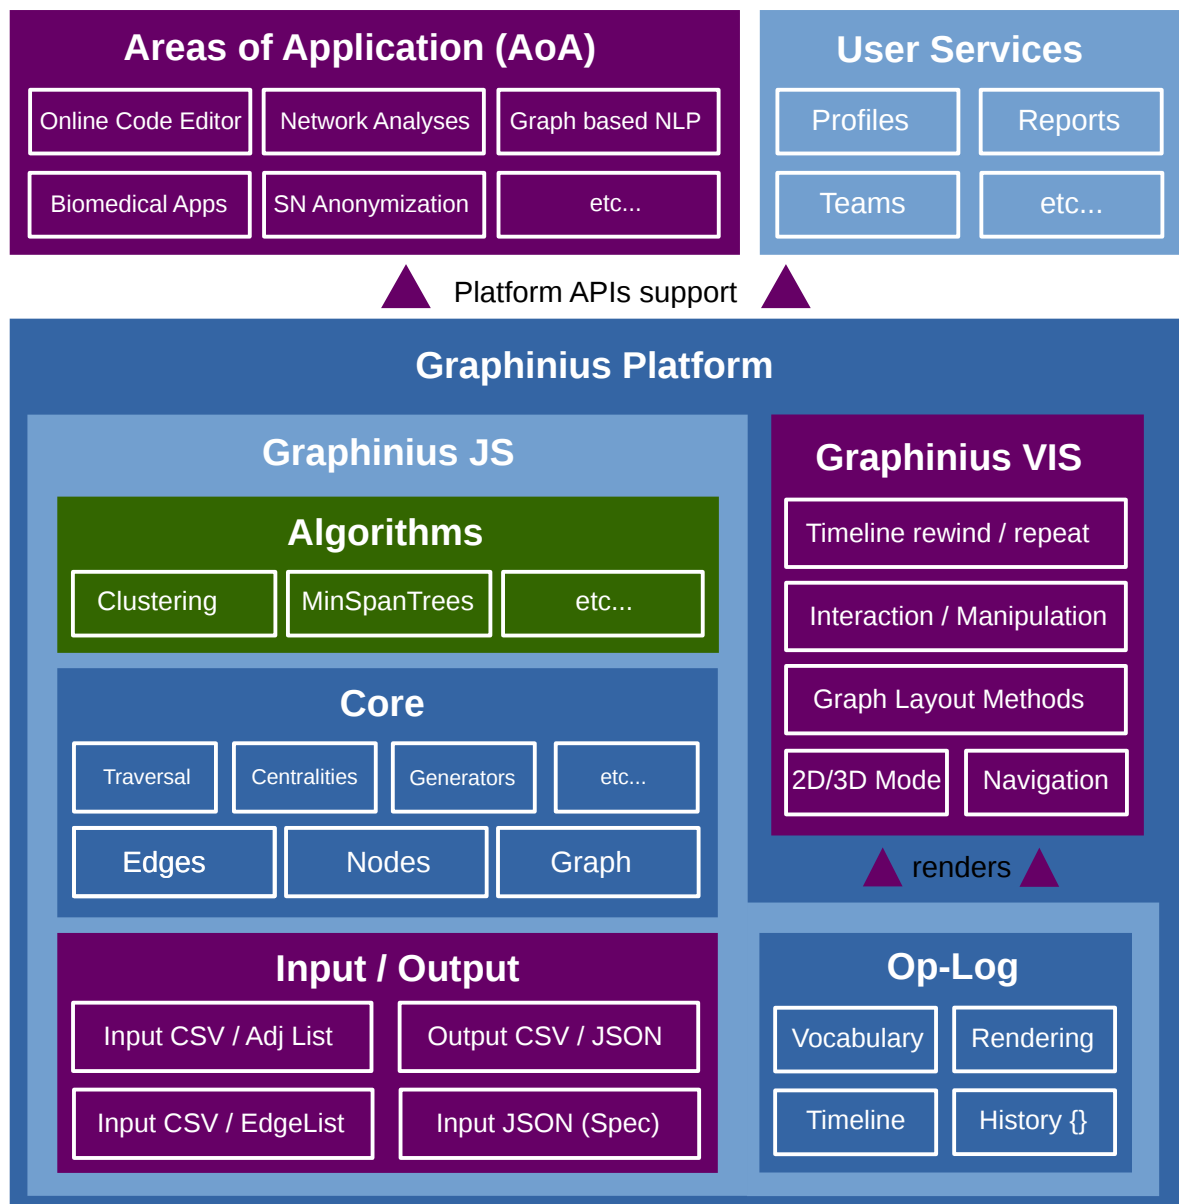 Areas of Application (AoA)
Online Code Editor
Network Analyses
Graph based NLP
Biomedical Apps
SN Anonymization
etc...
User Services
Profiles
Reports
Teams
etc...
Platform APIs support
Graphinius Platform
Graphinius JS
Algorithms
Clustering
MinSpanTrees
etc...
Core
Traversal
Centralities
Generators
etc...
Edges
Nodes
Graph
Input / Output
Input CSV / Adj List
Output CSV / JSON
Input CSV / EdgeList
Input JSON (Spec)
Graphinius VIS
Timeline rewind / repeat
Interaction / Manipulation
Graph Layout Methods
2D/3D Mode
Navigation
renders
Op-Log
Vocabulary
Rendering
Timeline
History {}